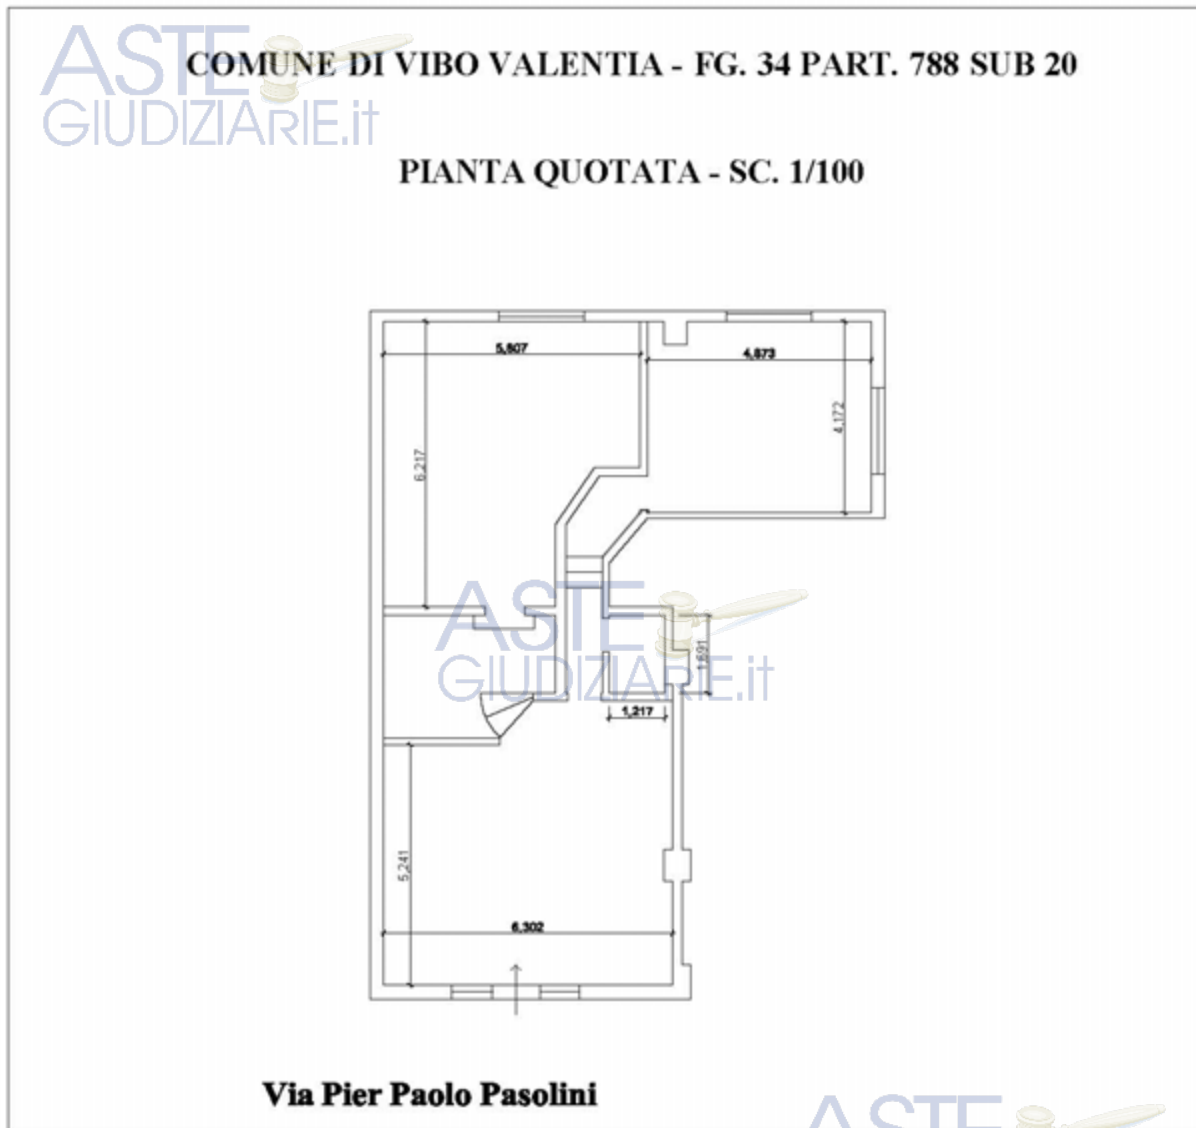 ASTE
GIUDIZIARIE.it
COMUNE DI VIBO VALENTIA - FG. 34 PART. 788 SUB 20
PIANTA QUOTATA - SC. 1/100
5,607
4,873
4,172
6,217
ASTE
GIUDIZIARIE.it
1,691
1,217
5,241
6,302
Via Pier Paolo Pasolini
ASTE